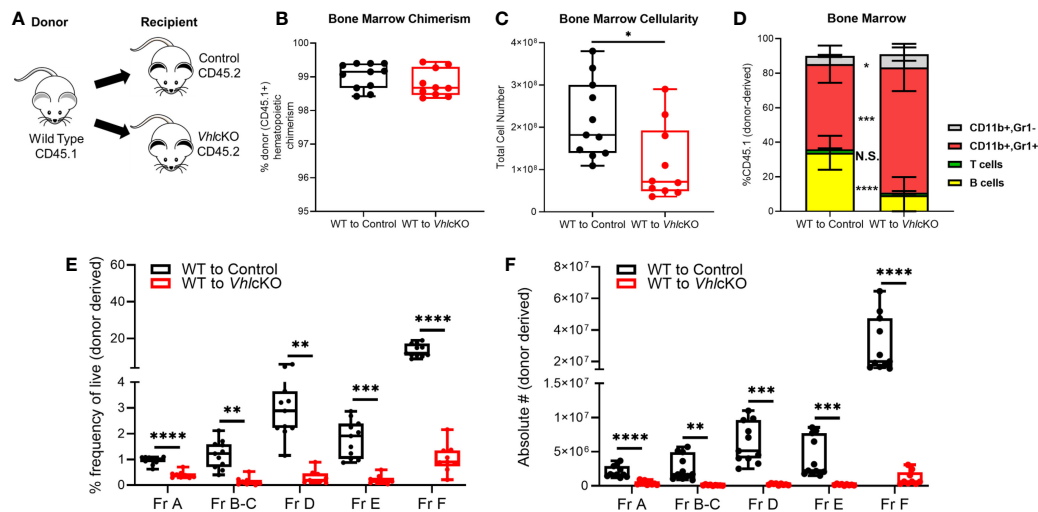 A
Donor
Recipient
Wild Type
CD45.1
Control
CD45.2
VhlcKO
CD45.2
B
Bone Marrow Chimerism
% donor (CD45.1+)
hematopoietic
chimerism
100
99
98
97
96
95
WT to Control
WT to VhlcKO
C
Bone Marrow Cellularity
Total Cell Number
4×10⁸
3×10⁸
2×10⁸
1×10⁸
0
*
WT to Control
WT to VhlcKO
D
Bone Marrow
%CD45.1 (donor-derived)
100
80
60
40
20
0
*
***
N.S.
****
WT to Control
WT to VhlcKO
CD11b+,Gr1-
CD11b+,Gr1+
T cells
B cells
E
% frequency of live (donor derived)
WT to Control
WT to VhlcKO
60
40
20
4
3
2
1
0
****
**
**
***
****
Fr A
Fr B-C
Fr D
Fr E
Fr F
F
Absolute # (donor derived)
WT to Control
WT to VhlcKO
8×10⁷
6×10⁷
4×10⁷
2×10⁷
1.5×10⁷
1×10⁷
5×10⁶
0
****
**
***
***
****
Fr A
Fr B-C
Fr D
Fr E
Fr F